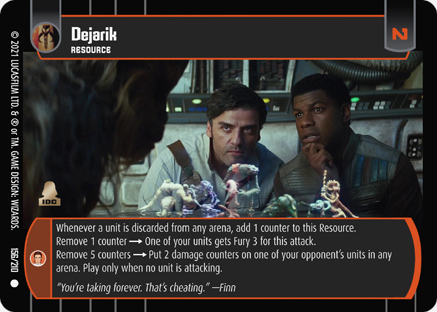 Dejarik
RESOURCE
N
© 2021 LUCASFILM LTD. & ® or TM. GAME DESIGN: WIZARDS.
156/210
IDC
Whenever a unit is discarded from any arena, add 1 counter to this Resource.
Remove 1 counter → One of your units gets Fury 3 for this attack.
Remove 5 counters → Put 2 damage counters on one of your opponent's units in any
arena. Play only when no unit is attacking.
"You're taking forever. That's cheating." —Finn